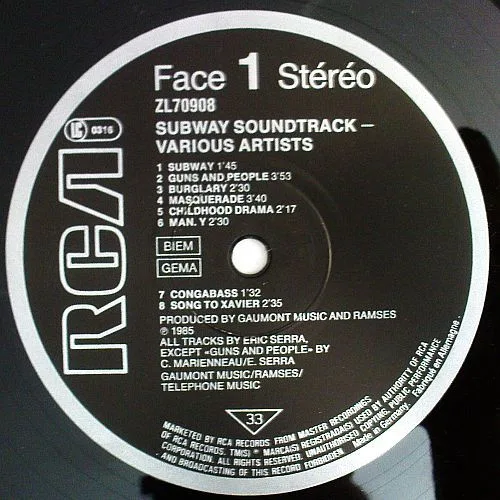 Face 1 Stéréo
ZL70908
LC 0316
RCA
SUBWAY SOUNDTRACK –
VARIOUS ARTISTS
1 SUBWAY 1'45
2 GUNS AND PEOPLE 3'53
3 BURGLARY 2'30
4 MASQUERADE 3'40
5 CHILDHOOD DRAMA 2'17
6 MAN. Y 2'30
BIEM
GEMA
7 CONGABASS 1'32
8 SONG TO XAVIER 2'35
PRODUCED BY GAUMONT MUSIC AND RAMSES
℗ 1985
ALL TRACKS BY ERIC SERRA,
EXCEPT «GUNS AND PEOPLE» BY
C. MARIENNEAU/E. SERRA
GAUMONT MUSIC/RAMSES/
TELEPHONE MUSIC
33
MARKETED BY RCA RECORDS FROM MASTER RECORDINGS
OF RCA RECORDS. TM(S) ® MARCA(S) REGISTRADA(S) USED BY AUTHORITY OF RCA
CORPORATION. ALL RIGHTS RESERVED. UNAUTHORISED COPYING, PUBLIC PERFORMANCE
AND BROADCASTING OF THIS RECORD FORBIDDEN. Made in Germany. Fabriqué en Allemagne.